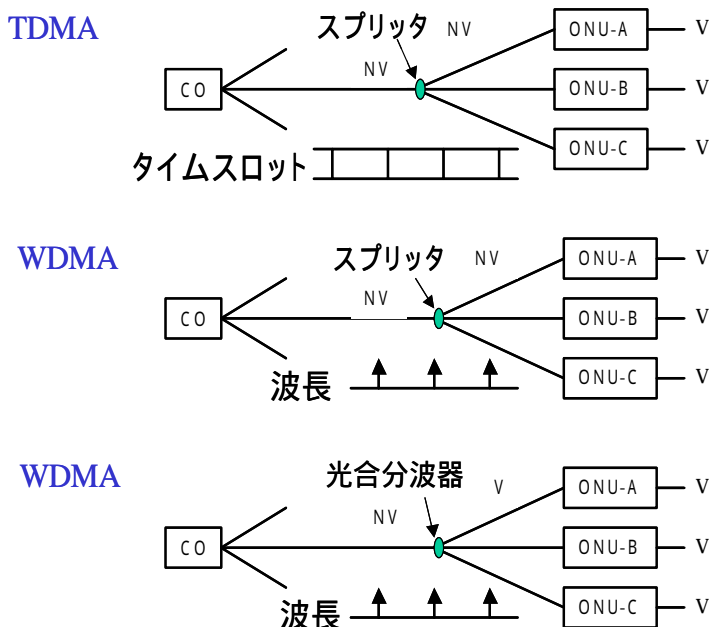 TDMA
スプリッタ NV ONU-A V
CO NV ONU-B V
ONU-C V
タイムスロット
WDMA
スプリッタ NV ONU-A V
CO NV ONU-B V
ONU-C V
波長
WDMA
光合分波器 V ONU-A V
CO NV ONU-B V
ONU-C V
波長